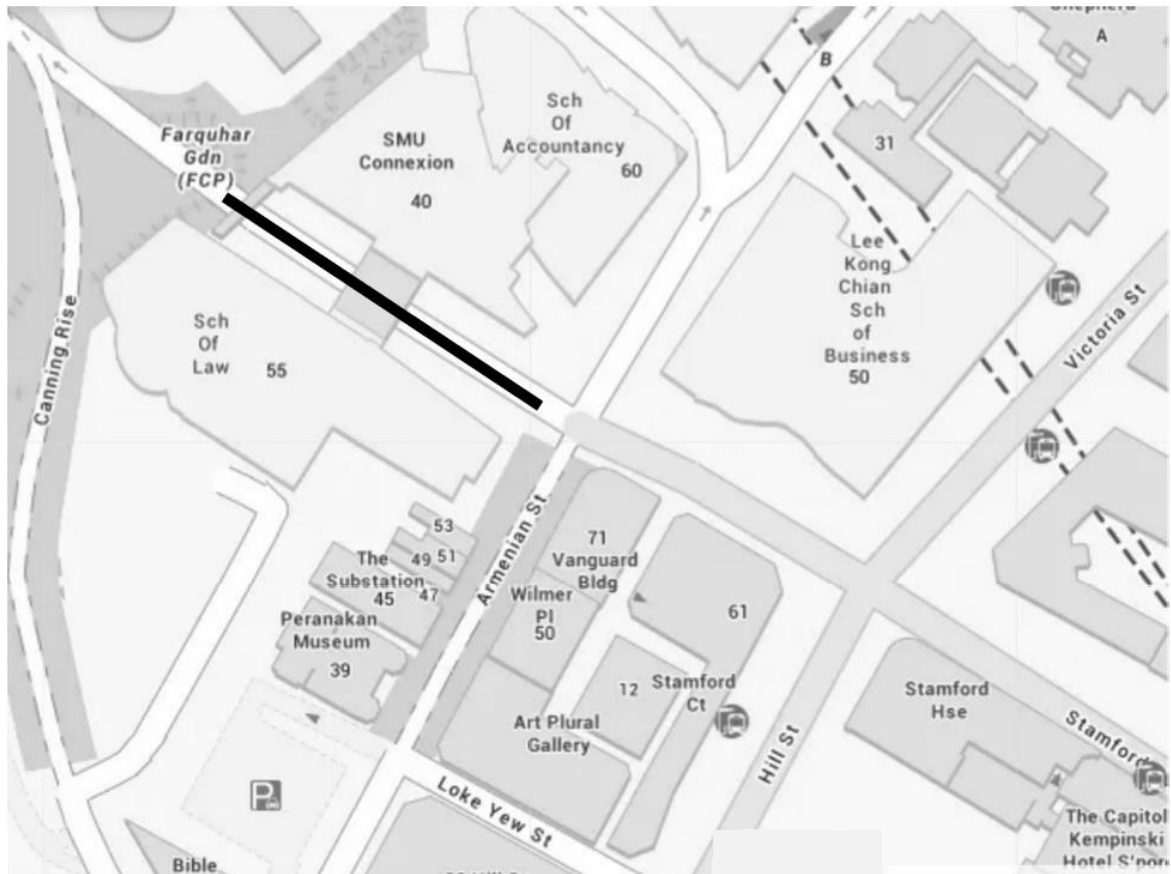 Shepherd
A
B
Sch
Of
Accountancy
60
Farquhar
Gdn
(FCP)
SMU
Connexion
40
31
Lee
Kong
Chian
Sch
of
Business
50
Victoria St
Canning Rise
Sch
Of
Law
55
53
49
51
The
Substation
45
47
Peranakan
Museum
39
Armenian St
71
Vanguard
Bldg
Wilmer
Pl
50
61
12
Stamford
Ct
Art Plural
Gallery
Hill St
Stamford
Hse
Stamford
P
Loke Yew St
The Capitol
Kempinski
Hotel S'pore
Bible